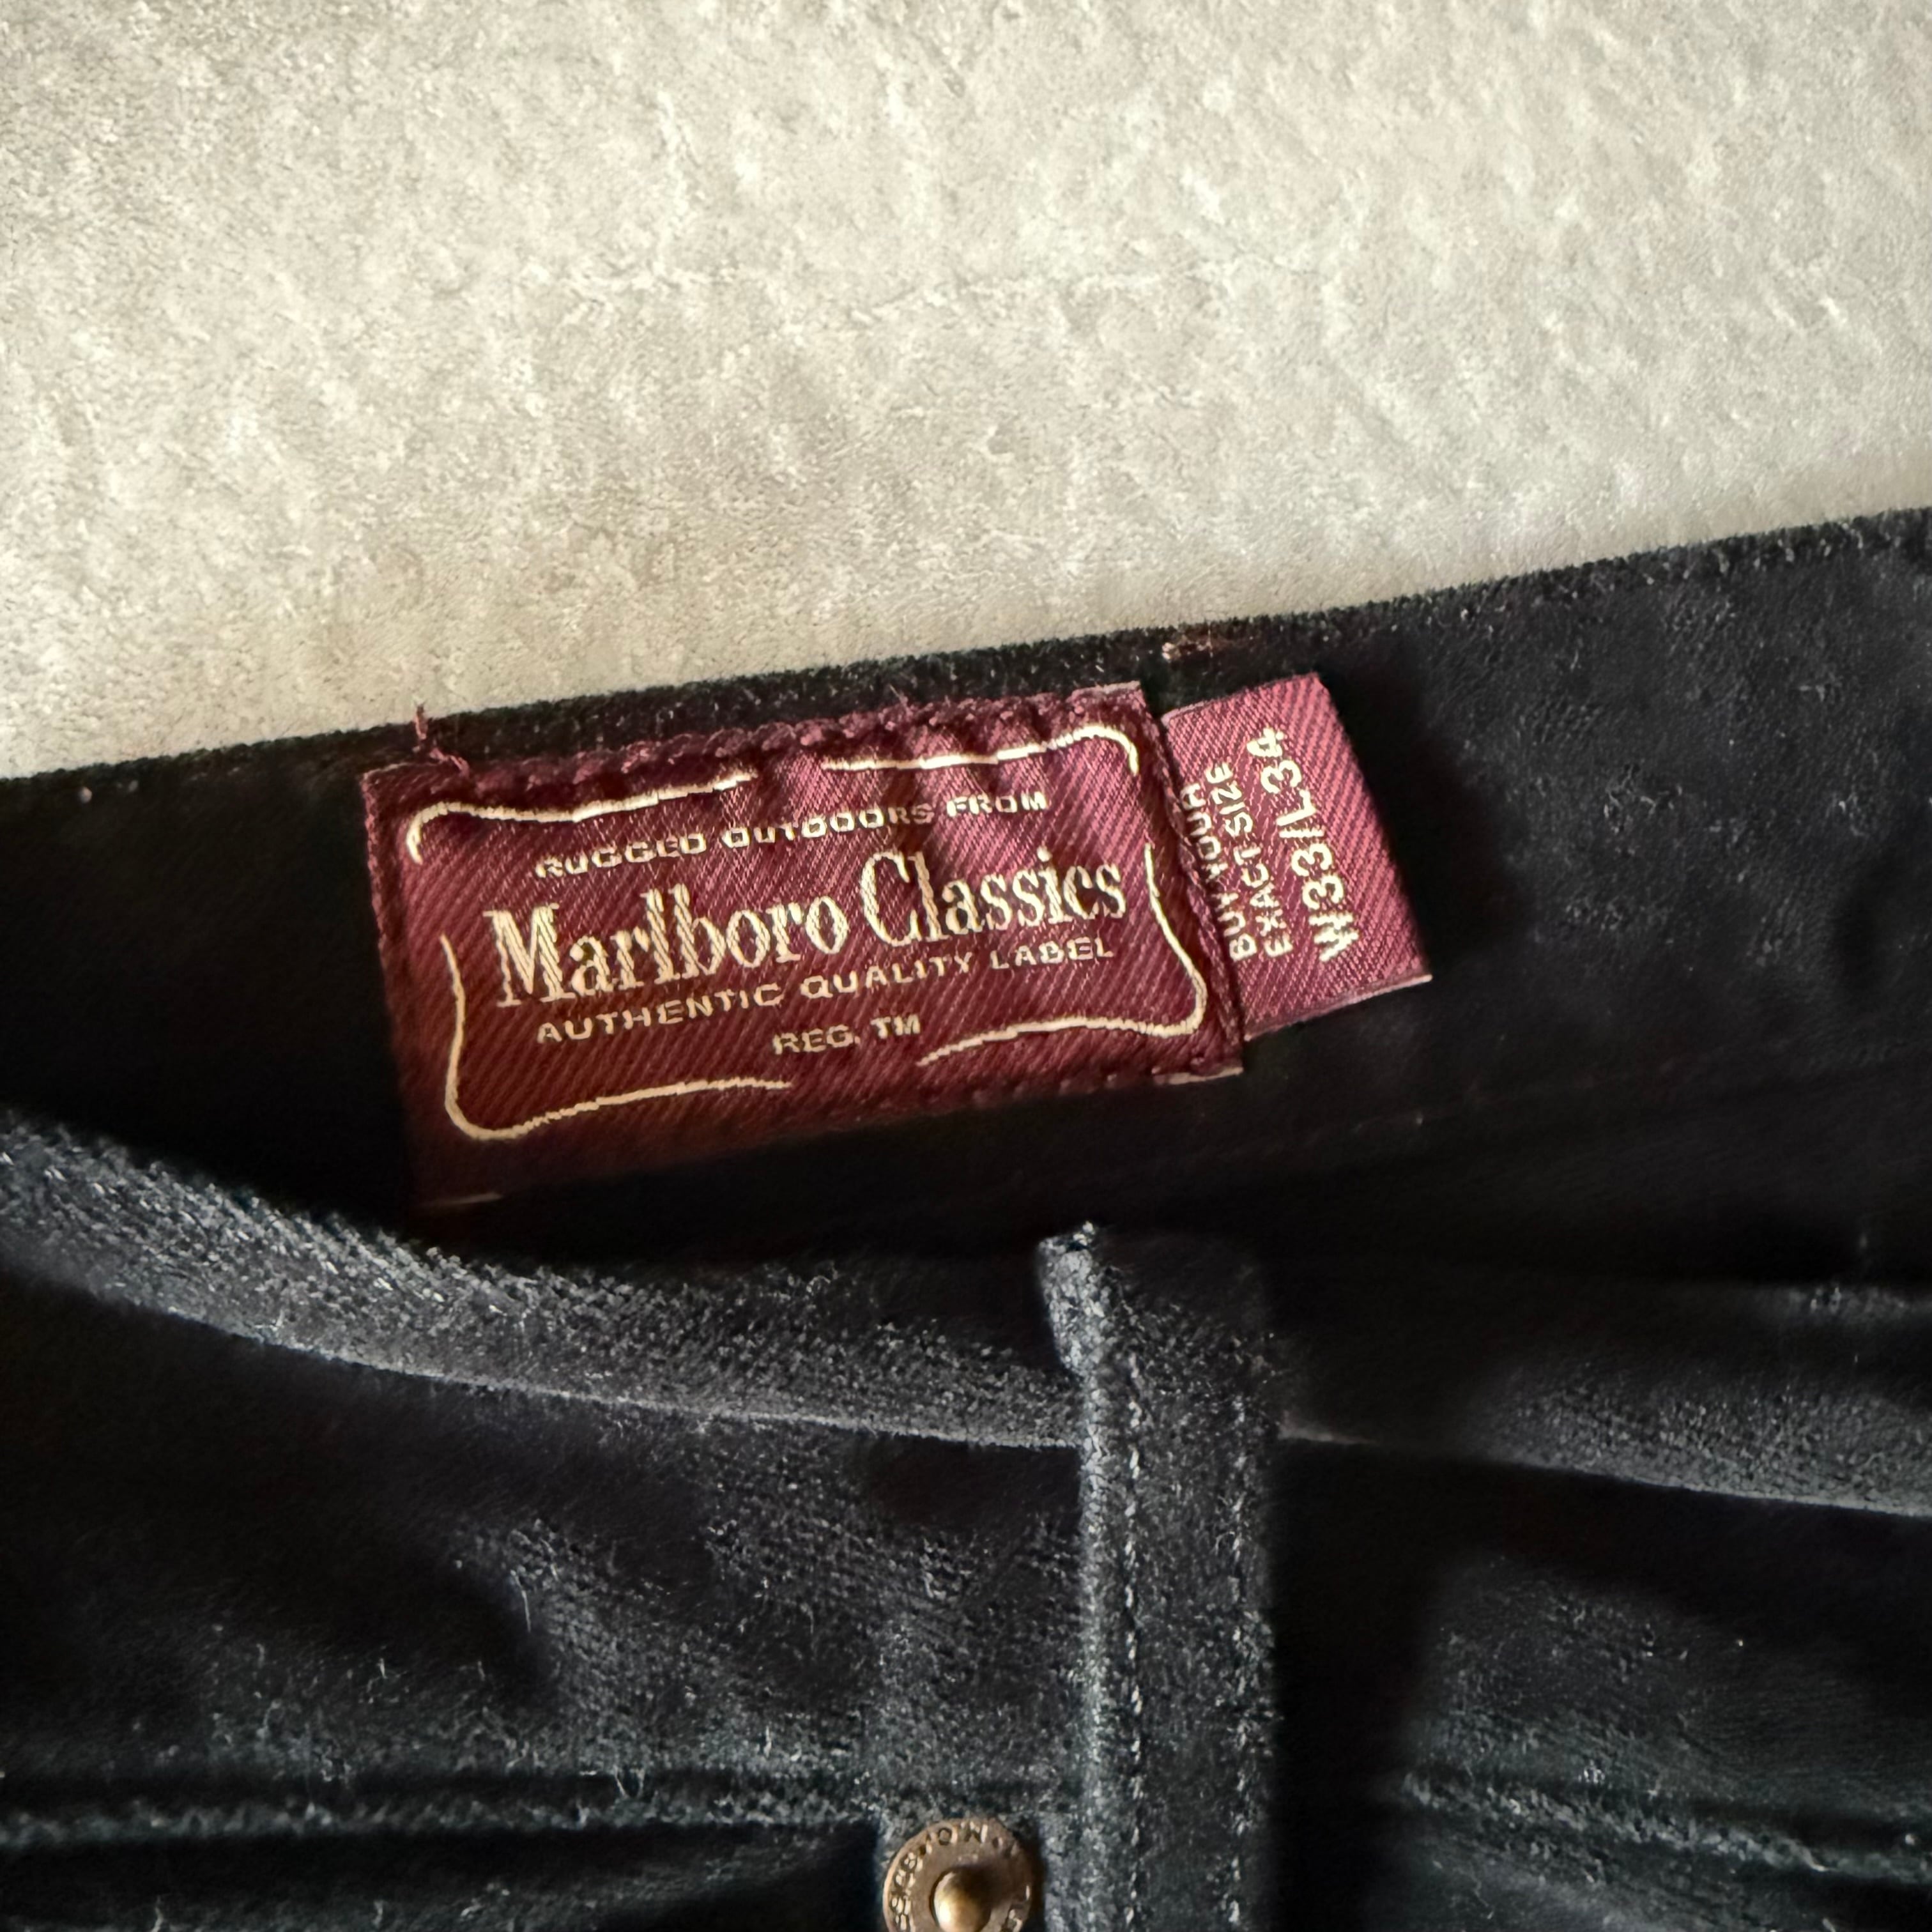 RUGGED OUTDOORS FROM
Marlboro Classics
AUTHENTIC QUALITY LABEL
REG. TM
BUY YOUR
EXACT SIZE
W33/L34